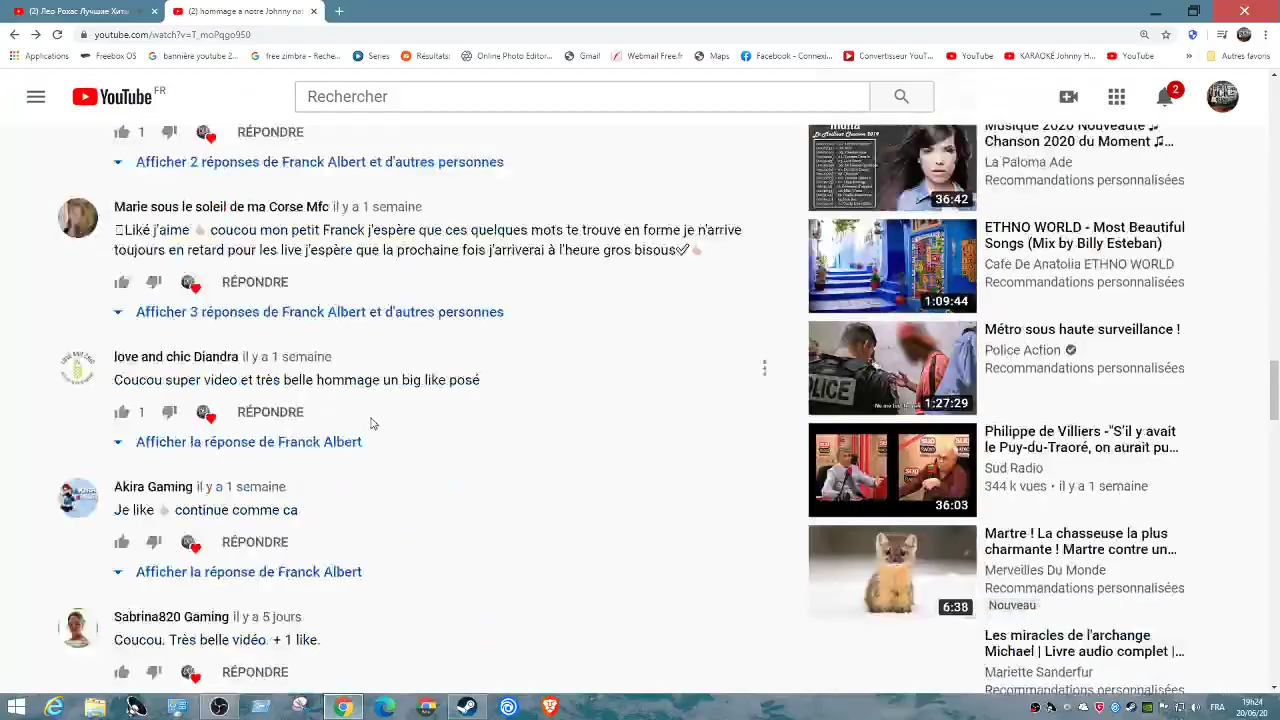 (2) Лео Рохас Лучшие Хиты
(2) hommage a notre Johnny nat
youtube.com/watch?v=T_moPqgo950
Applications
Freebox OS
bannière youtube 2...
free zimbra - Reche...
Series
Résultats:
Online Photo Editor...
Gmail
Webmail Free.fr
Maps
Facebook - Connexi...
Convertisseur YouT...
YouTube
KARAOKÉ Johnny H...
YouTube
»
Autres favoris
YouTube FR
Rechercher
2
1 RÉPONDRE
Afficher 2 réponses de Franck Albert et d'autres personnes
le soleil de ma Corse Mfs il y a 1 semaine
Like j'aime coucou mon petit Franck j'espère que ces quelques mots te trouve en forme je n'arrive
toujours en retard pour les live j'espère que la prochaine fois j'arriverai à l'heure gros bisous
RÉPONDRE
Afficher 3 réponses de Franck Albert et d'autres personnes
love and chic Diandra il y a 1 semaine
Coucou super video et très belle hommage un big like posé
1 RÉPONDRE
Afficher la réponse de Franck Albert
Akira Gaming il y a 1 semaine
Je like continue comme ca
RÉPONDRE
Afficher la réponse de Franck Albert
Sabrina820 Gaming il y a 5 jours
Coucou. Très belle vidéo. + 1 like.
RÉPONDRE
Musique 2020 Nouveauté ♫
Chanson 2020 du Moment ♫...
La Paloma Ade
Recommandations personnalisées
36:42
ETHNO WORLD - Most Beautiful
Songs (Mix by Billy Esteban)
Cafe De Anatolia ETHNO WORLD
Recommandations personnalisées
1:09:44
Métro sous haute surveillance !
Police Action
Recommandations personnalisées
POLICE
1:27:29
Philippe de Villiers -"S'il y avait
le Puy-du-Traoré, on aurait pu...
Sud Radio
344 k vues • il y a 1 semaine
36:03
Martre ! La chasseuse la plus
charmante ! Martre contre un...
Merveilles Du Monde
Recommandations personnalisées
Nouveau
6:38
Les miracles de l'archange
Michael | Livre audio complet |...
Mariette Sanderfur
Recommandations personnalisées
FRA
19h24
20/06/20